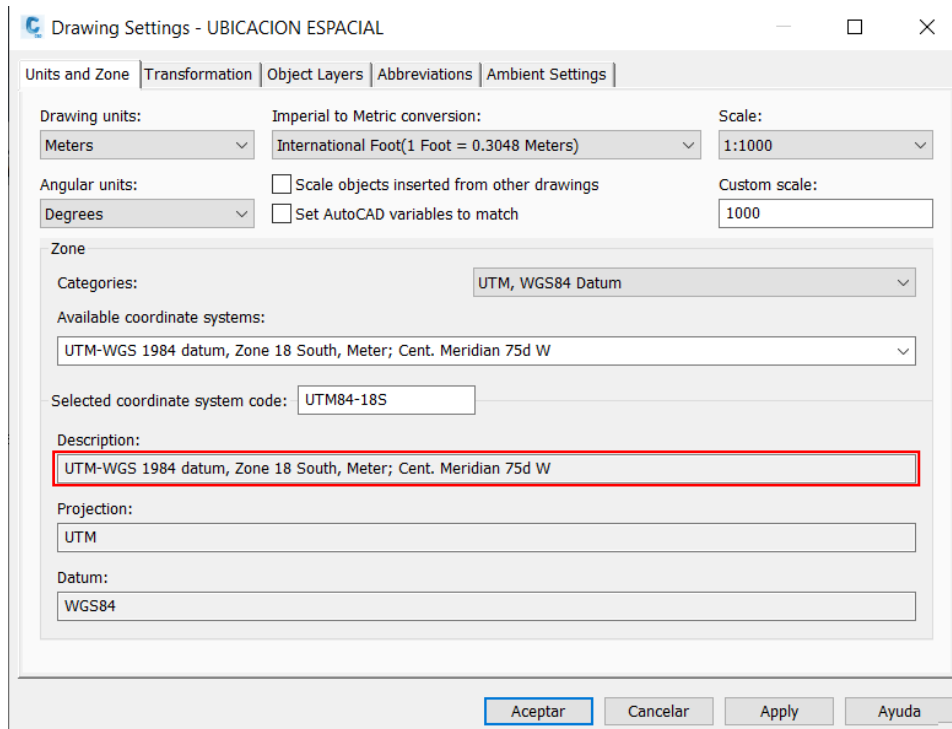 Drawing Settings - UBICACION ESPACIAL
Units and Zone Transformation Object Layers Abbreviations Ambient Settings
Drawing units: Imperial to Metric conversion: Scale:
Meters International Foot(1 Foot = 0.3048 Meters) 1:1000
Angular units: Scale objects inserted from other drawings Custom scale:
Degrees Set AutoCAD variables to match 1000
Zone
Categories: UTM, WGS84 Datum
Available coordinate systems:
UTM-WGS 1984 datum, Zone 18 South, Meter; Cent. Meridian 75d W
Selected coordinate system code: UTM84-18S
Description:
UTM-WGS 1984 datum, Zone 18 South, Meter; Cent. Meridian 75d W
Projection:
UTM
Datum:
WGS84
Aceptar Cancelar Apply Ayuda